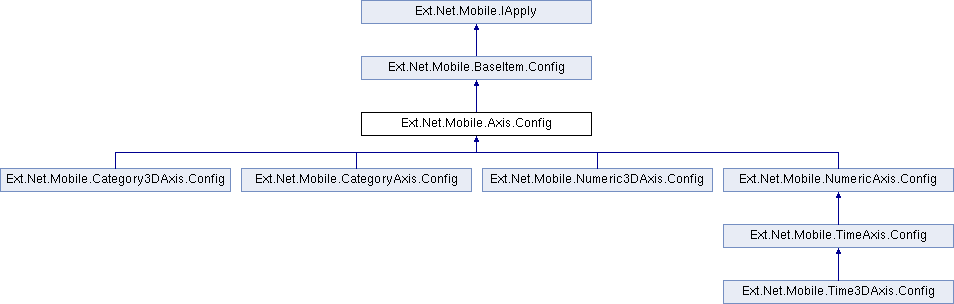 Ext.Net.Mobile.IApply
Ext.Net.Mobile.BaseItem.Config
Ext.Net.Mobile.Axis.Config
Ext.Net.Mobile.Category3DAxis.Config
Ext.Net.Mobile.CategoryAxis.Config
Ext.Net.Mobile.Numeric3DAxis.Config
Ext.Net.Mobile.NumericAxis.Config
Ext.Net.Mobile.TimeAxis.Config
Ext.Net.Mobile.Time3DAxis.Config